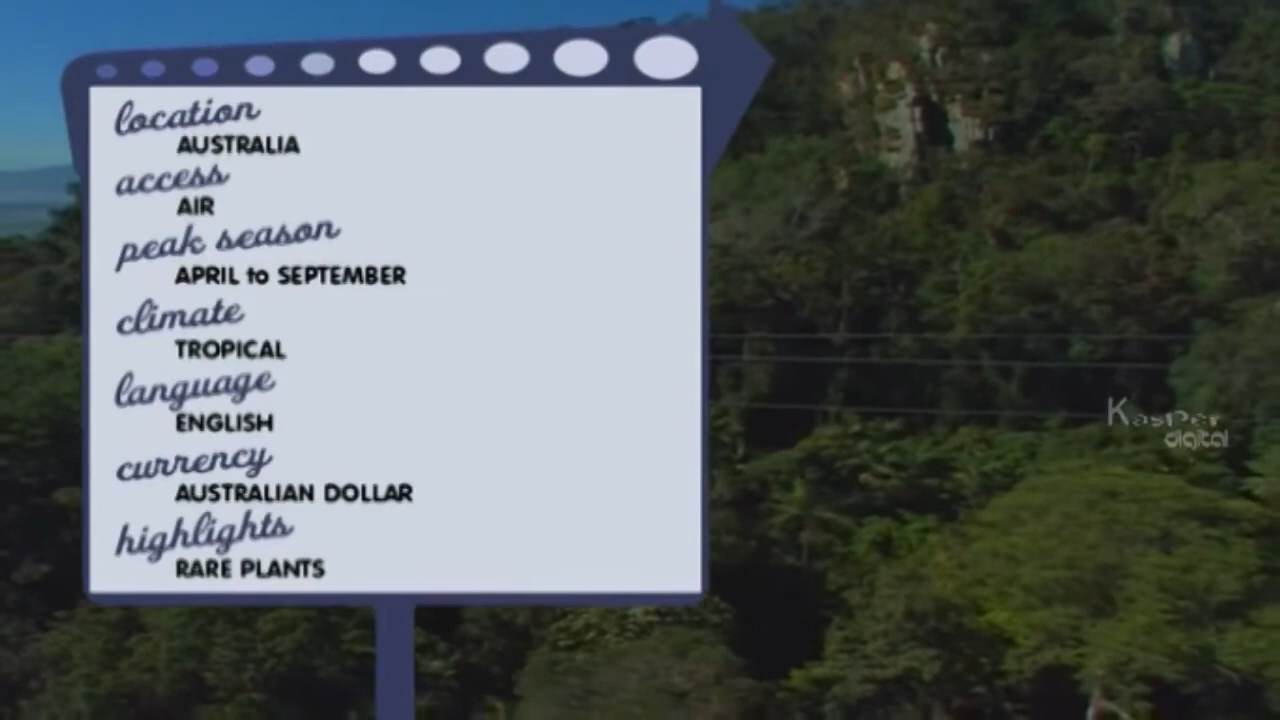 location
AUSTRALIA
access
AIR
peak season
APRIL to SEPTEMBER
climate
TROPICAL
language
ENGLISH
currency
AUSTRALIAN DOLLAR
highlights
RARE PLANTS
KasPer
digital